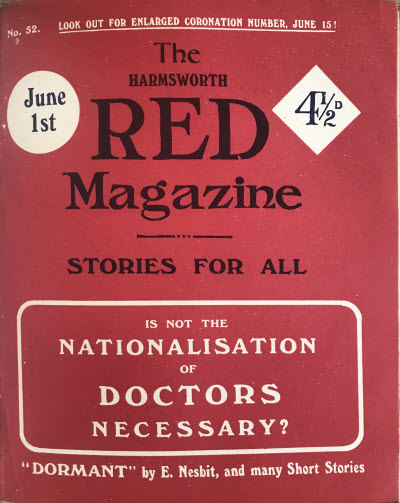 No. 52.
LOOK OUT FOR ENLARGED CORONATION NUMBER, JUNE 15!
The
HARMSWORTH
RED
Magazine
June
1st
4½D
STORIES FOR ALL
IS NOT THE
NATIONALISATION
OF
DOCTORS
NECESSARY?
"DORMANT" by E. Nesbit, and many Short Stories